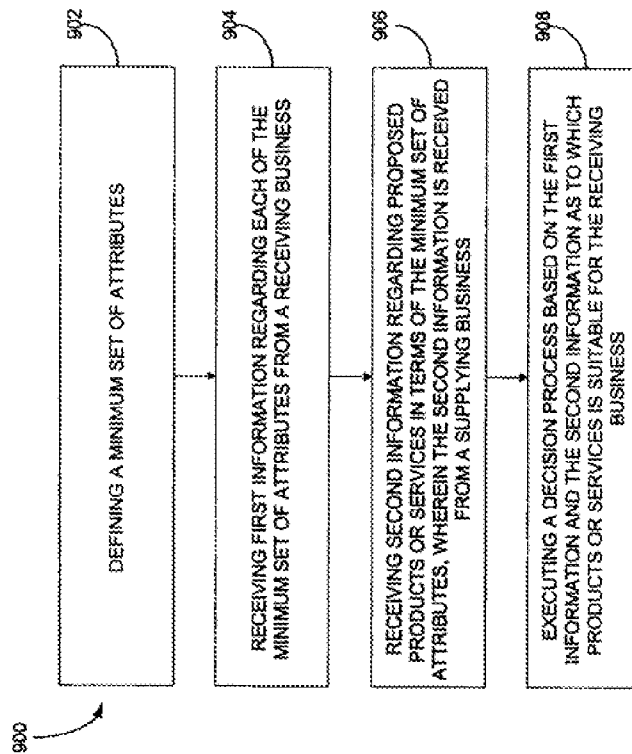 900
902
DEFINING A MINIMUM SET OF ATTRIBUTES
904
RECEIVING FIRST INFORMATION REGARDING EACH OF THE
MINIMUM SET OF ATTRIBUTES FROM A RECEIVING BUSINESS
906
RECEIVING SECOND INFORMATION REGARDING PROPOSED
PRODUCTS OR SERVICES IN TERMS OF THE MINIMUM SET OF
ATTRIBUTES, WHEREIN THE SECOND INFORMATION IS RECEIVED
FROM A SUPPLYING BUSINESS
908
EXECUTING A DECISION PROCESS BASED ON THE FIRST
INFORMATION AND THE SECOND INFORMATION AS TO WHICH
PRODUCTS OR SERVICES IS SUITABLE FOR THE RECEIVING
BUSINESS